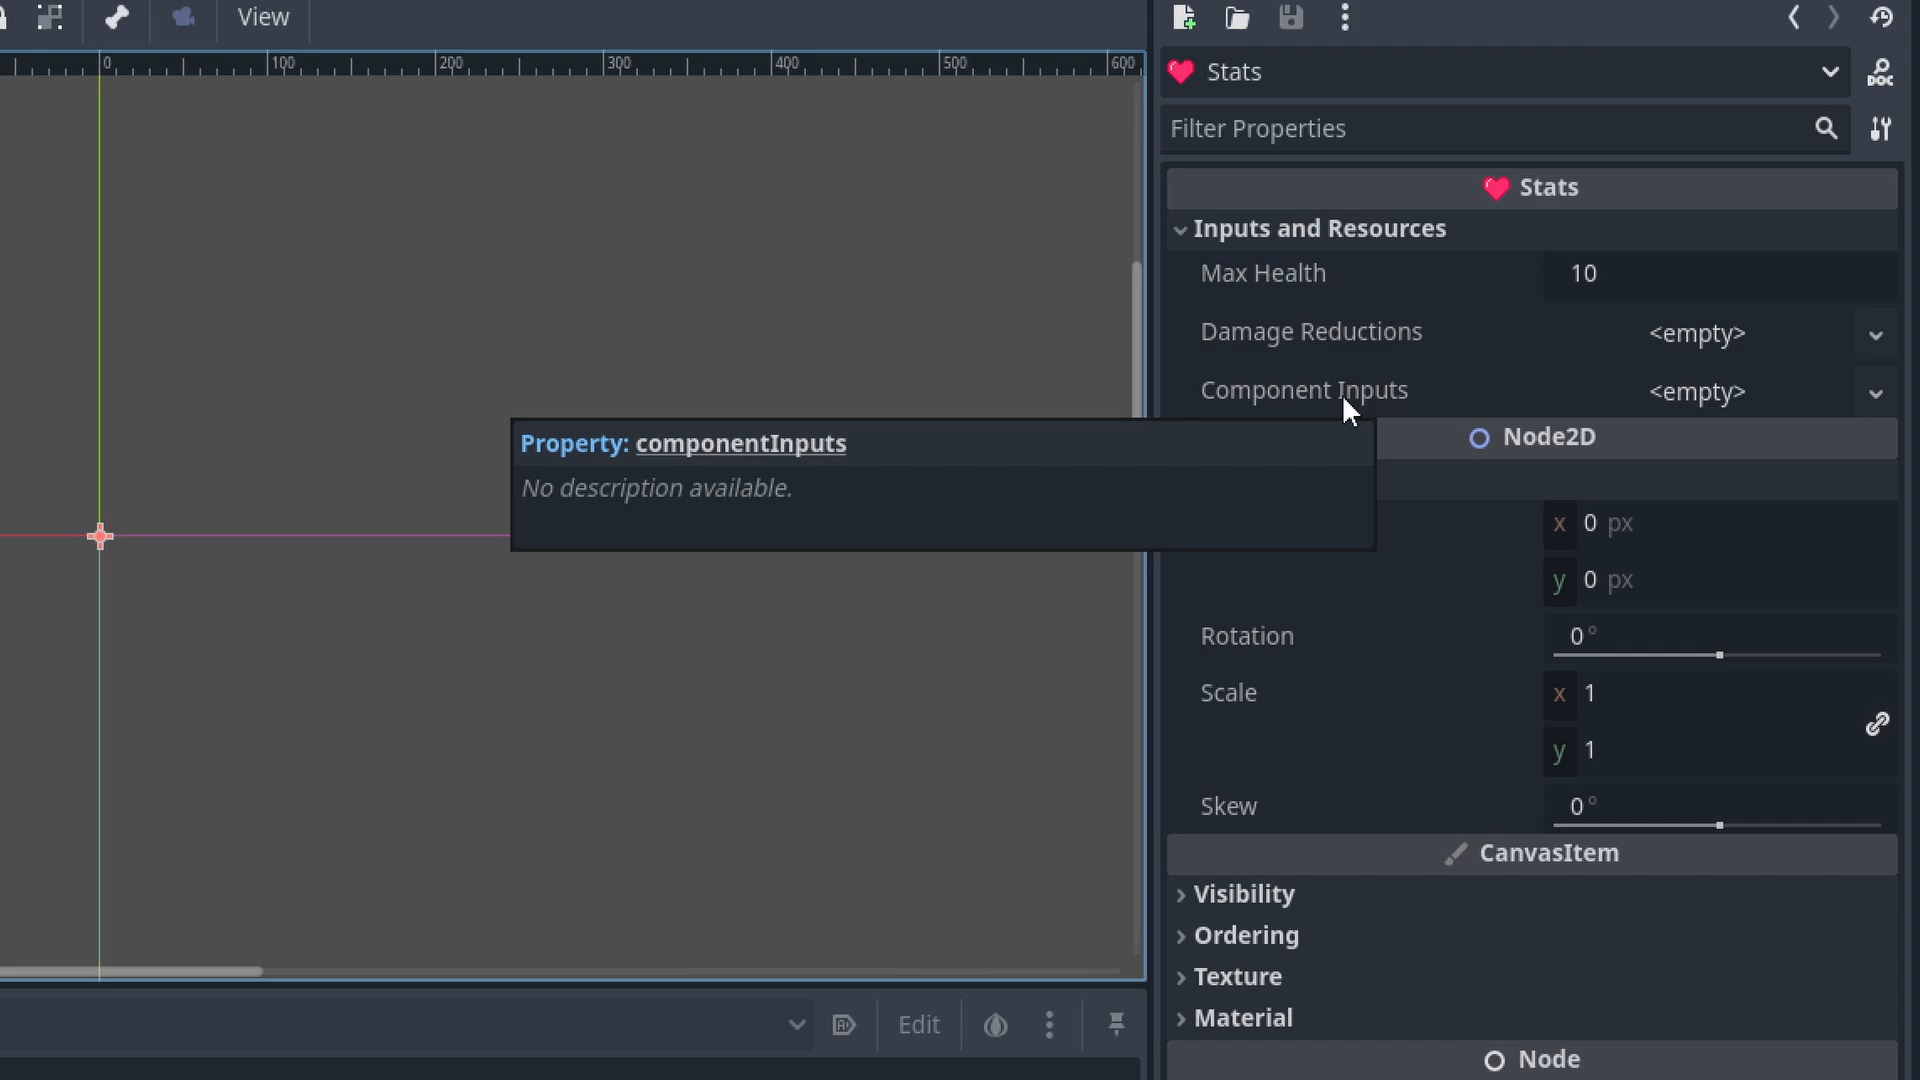 View
0 100 200 300 400 500 600
Stats
DOC
Filter Properties
Stats
Inputs and Resources
Max Health 10
Damage Reductions <empty>
Component Inputs <empty>
Property: componentInputs
No description available.
Node2D
x 0 px
y 0 px
Rotation 0°
Scale x 1
y 1
Skew 0°
CanvasItem
Visibility
Ordering
Texture
Material
Edit
Node